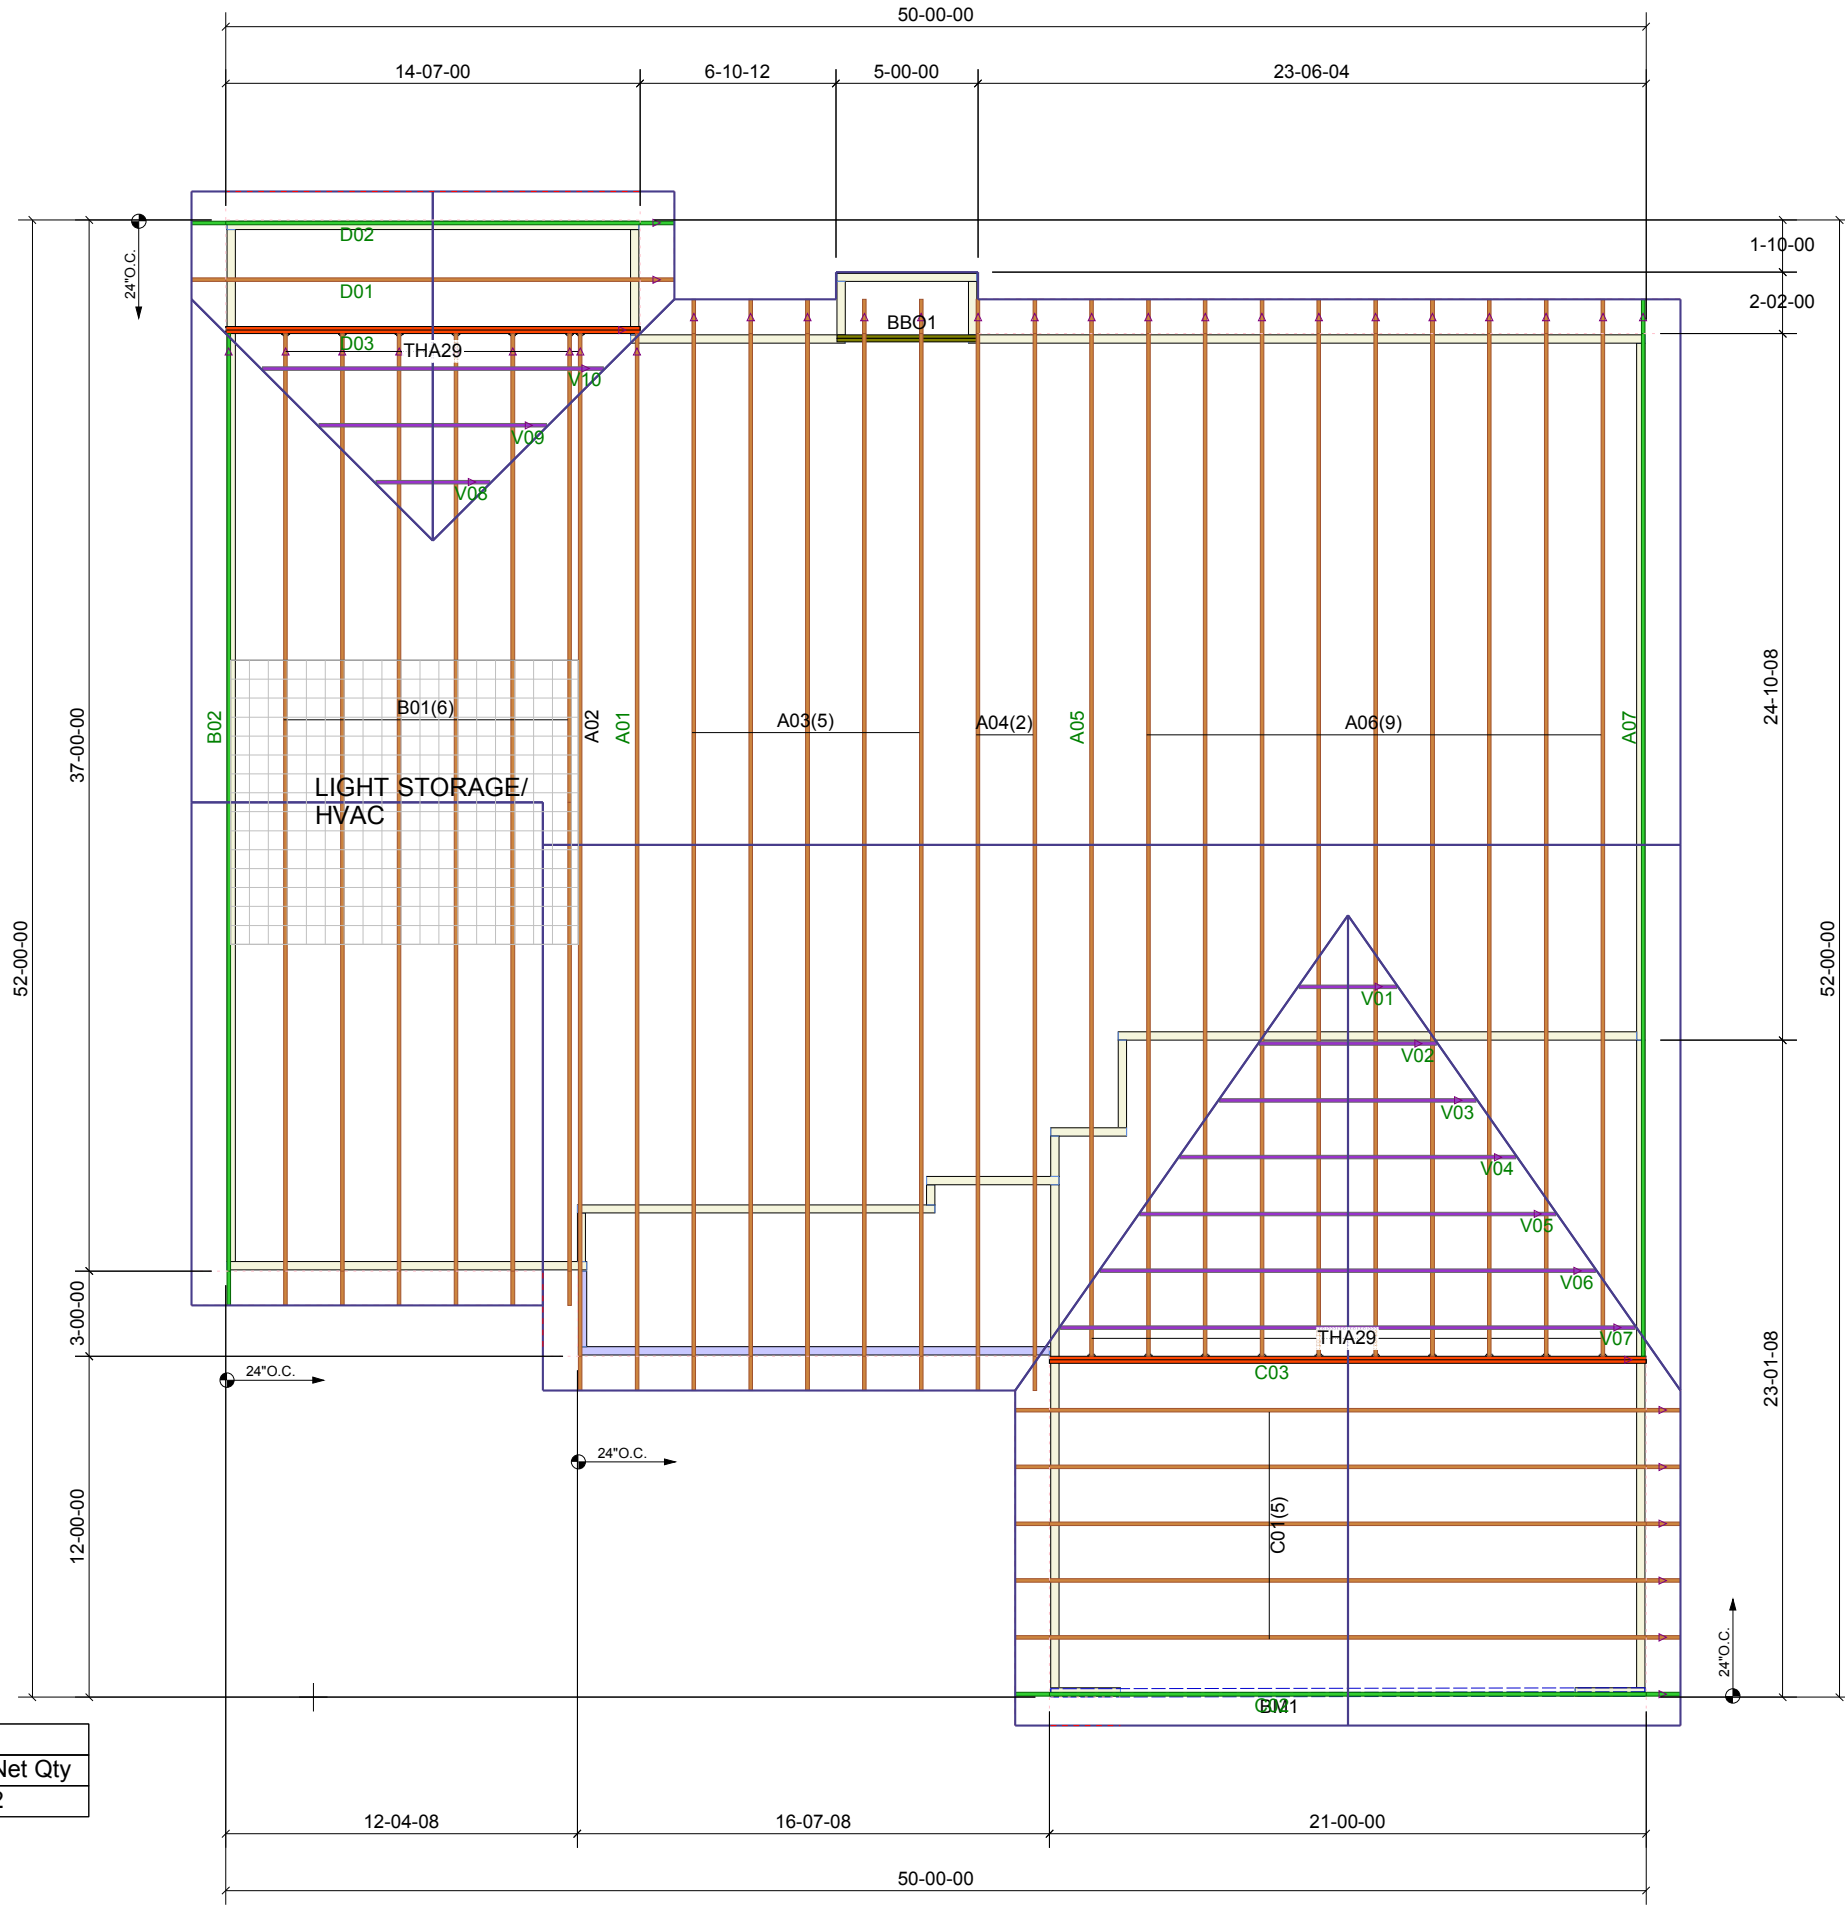 50-00-00
14-07-00
6-10-12
5-00-00
23-06-04
24"O.C.
D02
D01
D03
THA29
V10
V09
V08
BBO1
1-10-00
2-02-00
24-10-08
37-00-00
52-00-00
52-00-00
B02
B01(6)
A02
A01
A03(5)
A04(2)
A05
A06(9)
A07
LIGHT STORAGE/
HVAC
V01
V02
V03
V04
V05
V06
V07
THA29
C03
3-00-00
24"O.C.
24"O.C.
12-00-00
23-01-08
C01(5)
24"O.C.
BM1
Net Qty
2
12-04-08
16-07-08
21-00-00
50-00-00